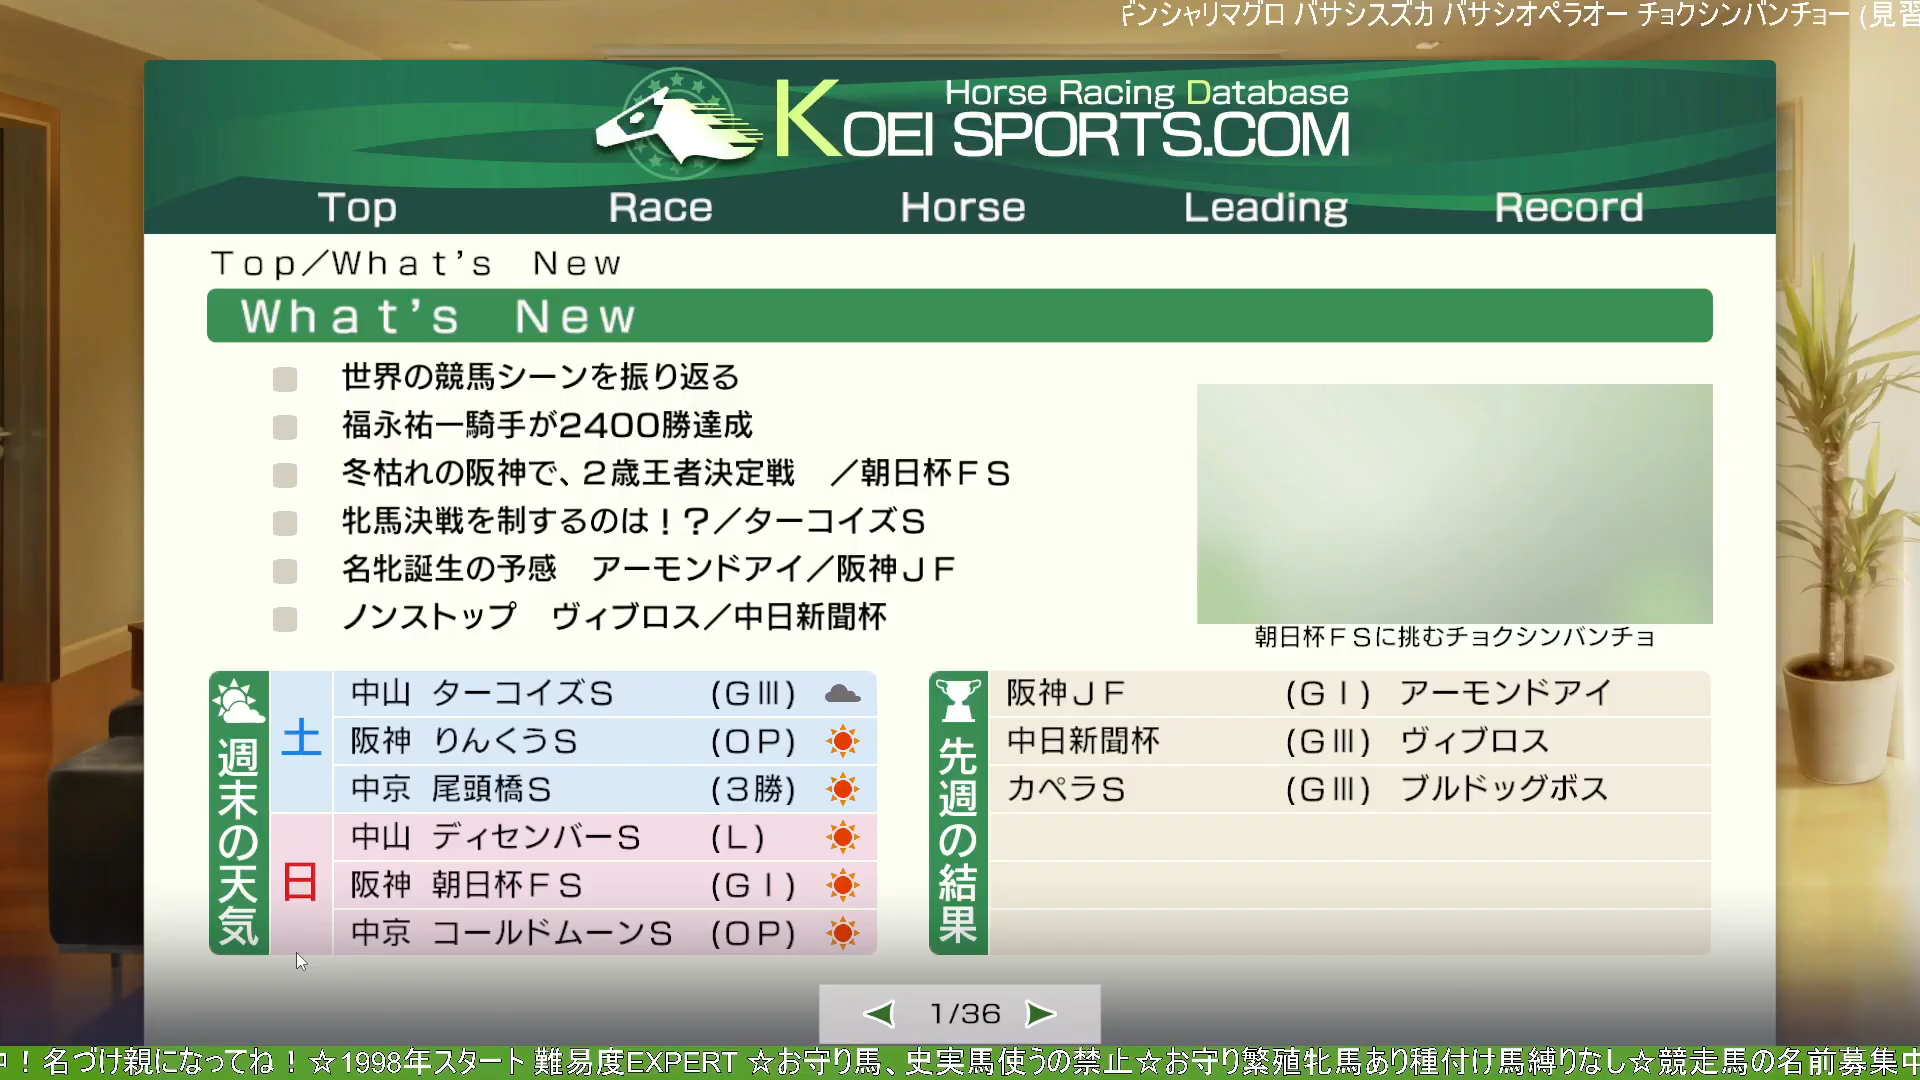 ドンシャリマグロ バサシスズカ バサシオペラオー チョクシンバンチョー (見習
Horse Racing Database
KOEI SPORTS.COM
Top Race Horse Leading Record
Top／What's New
What's New
世界の競馬シーンを振り返る
福永祐一騎手が2400勝達成
冬枯れの阪神で、２歳王者決定戦　／朝日杯ＦＳ
牝馬決戦を制するのは！？／ターコイズＳ
名牝誕生の予感　アーモンドアイ／阪神ＪＦ
ノンストップ　ヴィブロス／中日新聞杯
朝日杯ＦＳに挑むチョクシンバンチョ
週末の天気
土
中山 ターコイズＳ (ＧⅢ)
阪神 りんくうＳ (ＯＰ)
中京 尾頭橋Ｓ (３勝)
日
中山 ディセンバーＳ (Ｌ)
阪神 朝日杯ＦＳ (ＧⅠ)
中京 コールドムーンＳ (ＯＰ)
先週の結果
阪神ＪＦ (ＧⅠ) アーモンドアイ
中日新聞杯 (ＧⅢ) ヴィブロス
カペラＳ (ＧⅢ) ブルドッグボス
1/36
中！名づけ親になってね！☆1998年スタート 難易度EXPERT ☆お守り馬、史実馬使うの禁止☆お守り繁殖牝馬あり種付け馬縛りなし☆競走馬の名前募集中